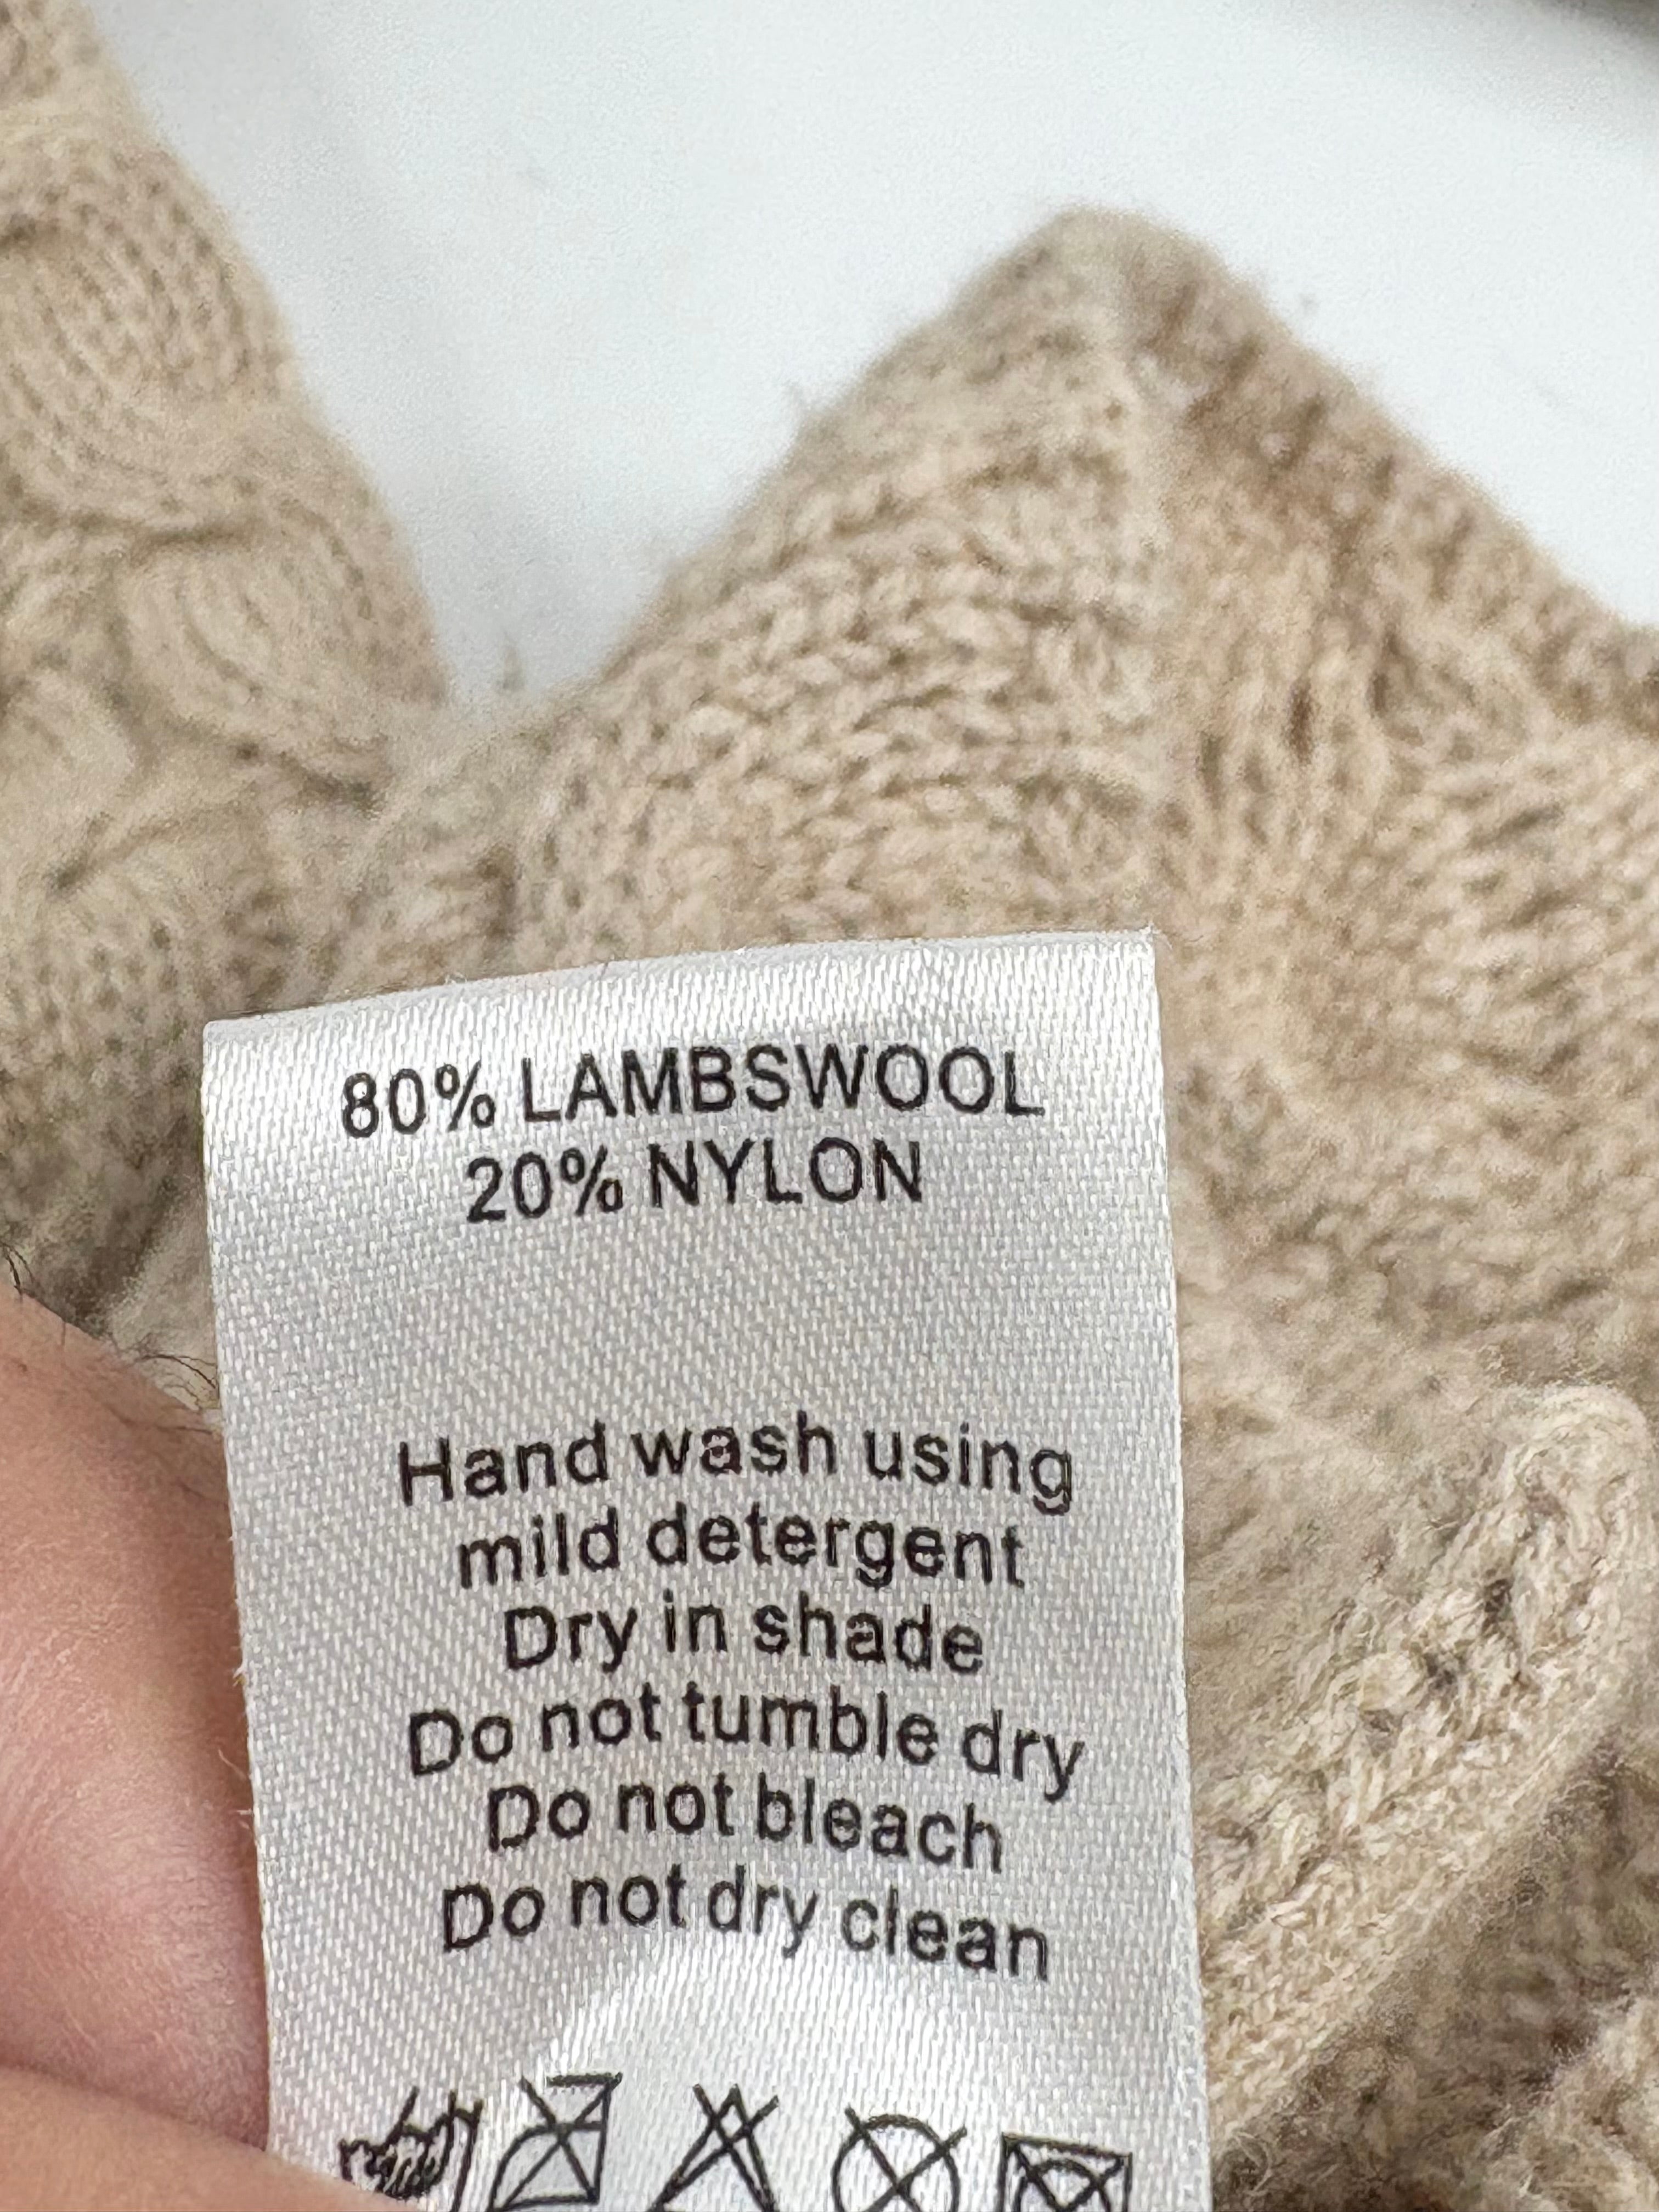 80% LAMBSWOOL
20% NYLON
Hand wash using
mild detergent
Dry in shade
Do not tumble dry
Do not bleach
Do not dry clean